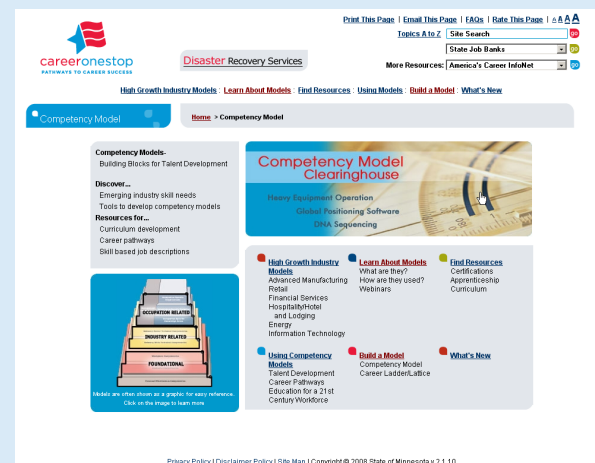 Print This Page | Email This Page | FAQs | Rate This Page | A A A A
Topics A to Z Site Search go
State Job Banks go
More Resources: America's Career InfoNet go
careeronestop
PATHWAYS TO CAREER SUCCESS
Disaster Recovery Services
High Growth Industry Models : Learn About Models : Find Resources : Using Models : Build a Model : What's New
Competency Model
Home > Competency Model
Competency Models-
Building Blocks for Talent Development
Discover...
Emerging industry skill needs
Tools to develop competency models
Resources for...
Curriculum development
Career pathways
Skill based job descriptions
Competency Model
Clearinghouse
Heavy Equipment Operation
Global Positioning Software
DNA Sequencing
OCCUPATION RELATED
INDUSTRY RELATED
FOUNDATIONAL
Models are often shown as a graphic for easy reference.
Click on the image to learn more
High Growth Industry
Models
Advanced Manufacturing
Retail
Financial Services
Hospitality/Hotel
and Lodging
Energy
Information Technology
Learn About Models
What are they?
How are they used?
Webinars
Find Resources
Certifications
Apprenticeship
Curriculum
Using Competency
Models
Talent Development
Career Pathways
Education for a 21st
Century Workforce
Build a Model
Competency Model
Career Ladder/Lattice
What's New
Privacy Policy | Disclaimer Policy | Site Map | Copyright © 2008 State of Minnesota v 2.1.10